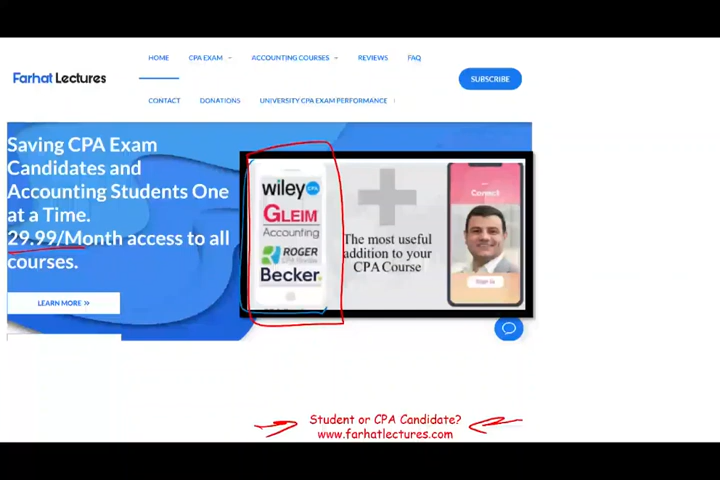 HOME
CPA EXAM
ACCOUNTING COURSES
REVIEWS
FAQ
Farhat Lectures
SUBSCRIBE
CONTACT
DONATIONS
UNIVERSITY CPA EXAM PERFORMANCE
Saving CPA Exam
Candidates and
Accounting Students One
at a Time.
29.99/Month access to all
courses.
LEARN MORE »
wiley CPA
GLEIM
Accounting
ROGER
CPA Review
Becker.
The most useful
addition to your
CPA Course
Connect
Sign in
Student or CPA Candidate?
www.farhatlectures.com